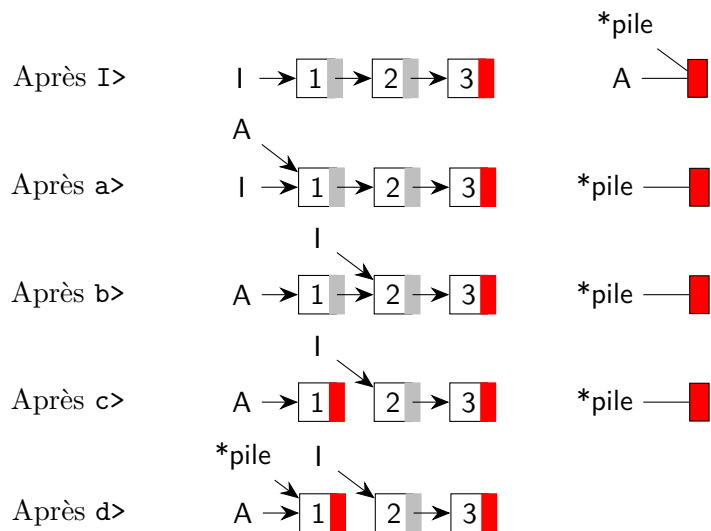 *pile
Après I> I 1 2 3 A
A
Après a> I 1 2 3 *pile
I
Après b> A 1 2 3 *pile
I
Après c> A 1 2 3 *pile
*pile I
Après d> A 1 2 3